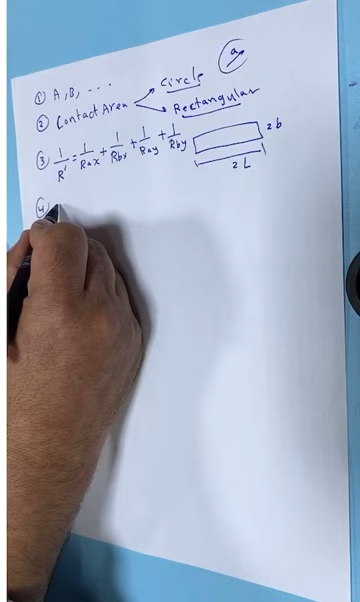 ① A, B, ...
② Contact Area → Circle a
→ Rectangular
③ 1/R' = 1/Rax + 1/Rbx + 1/Ray + 1/Rby
2b
2L
④